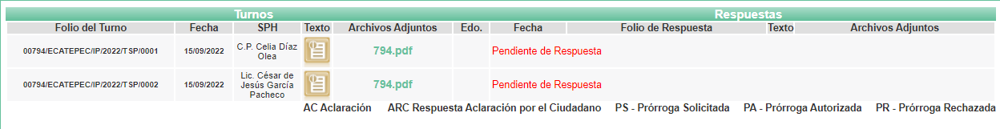 Turnos Respuestas
Folio del Turno Fecha SPH Texto Archivos Adjuntos Edo. Fecha Folio de Respuesta Texto Archivos Adjuntos
00794/ECATEPEC/IP/2022/TSP/0001 15/09/2022 C.P. Celia Díaz Olea 794.pdf Pendiente de Respuesta
00794/ECATEPEC/IP/2022/TSP/0002 15/09/2022 Lic. César de Jesús García Pacheco 794.pdf Pendiente de Respuesta
AC Aclaración ARC Respuesta Aclaración por el Ciudadano PS - Prórroga Solicitada PA - Prórroga Autorizada PR - Prórroga Rechazada